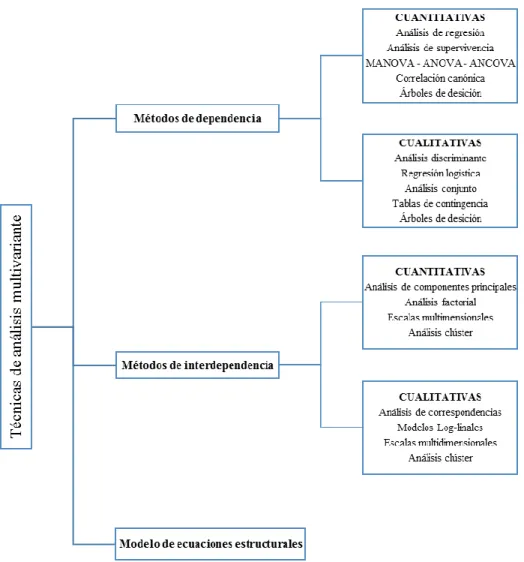 Técnicas de análisis multivariante
Métodos de dependencia
CUANTITATIVAS
Análisis de regresión
Análisis de supervivencia
MANOVA - ANOVA - ANCOVA
Correlación canónica
Árboles de desición
CUALITATIVAS
Análisis discriminante
Regresión logística
Análisis conjunto
Tablas de contingencia
Árboles de desición
Métodos de interdependencia
CUANTITATIVAS
Análisis de componentes principales
Análisis factorial
Escalas multimensionales
Anáisis clúster
CUALITATIVAS
Análisis de correspondencias
Modelos Log-linales
Escalas multidimensionales
Anáisis clúster
Modelo de ecuaciones estructurales